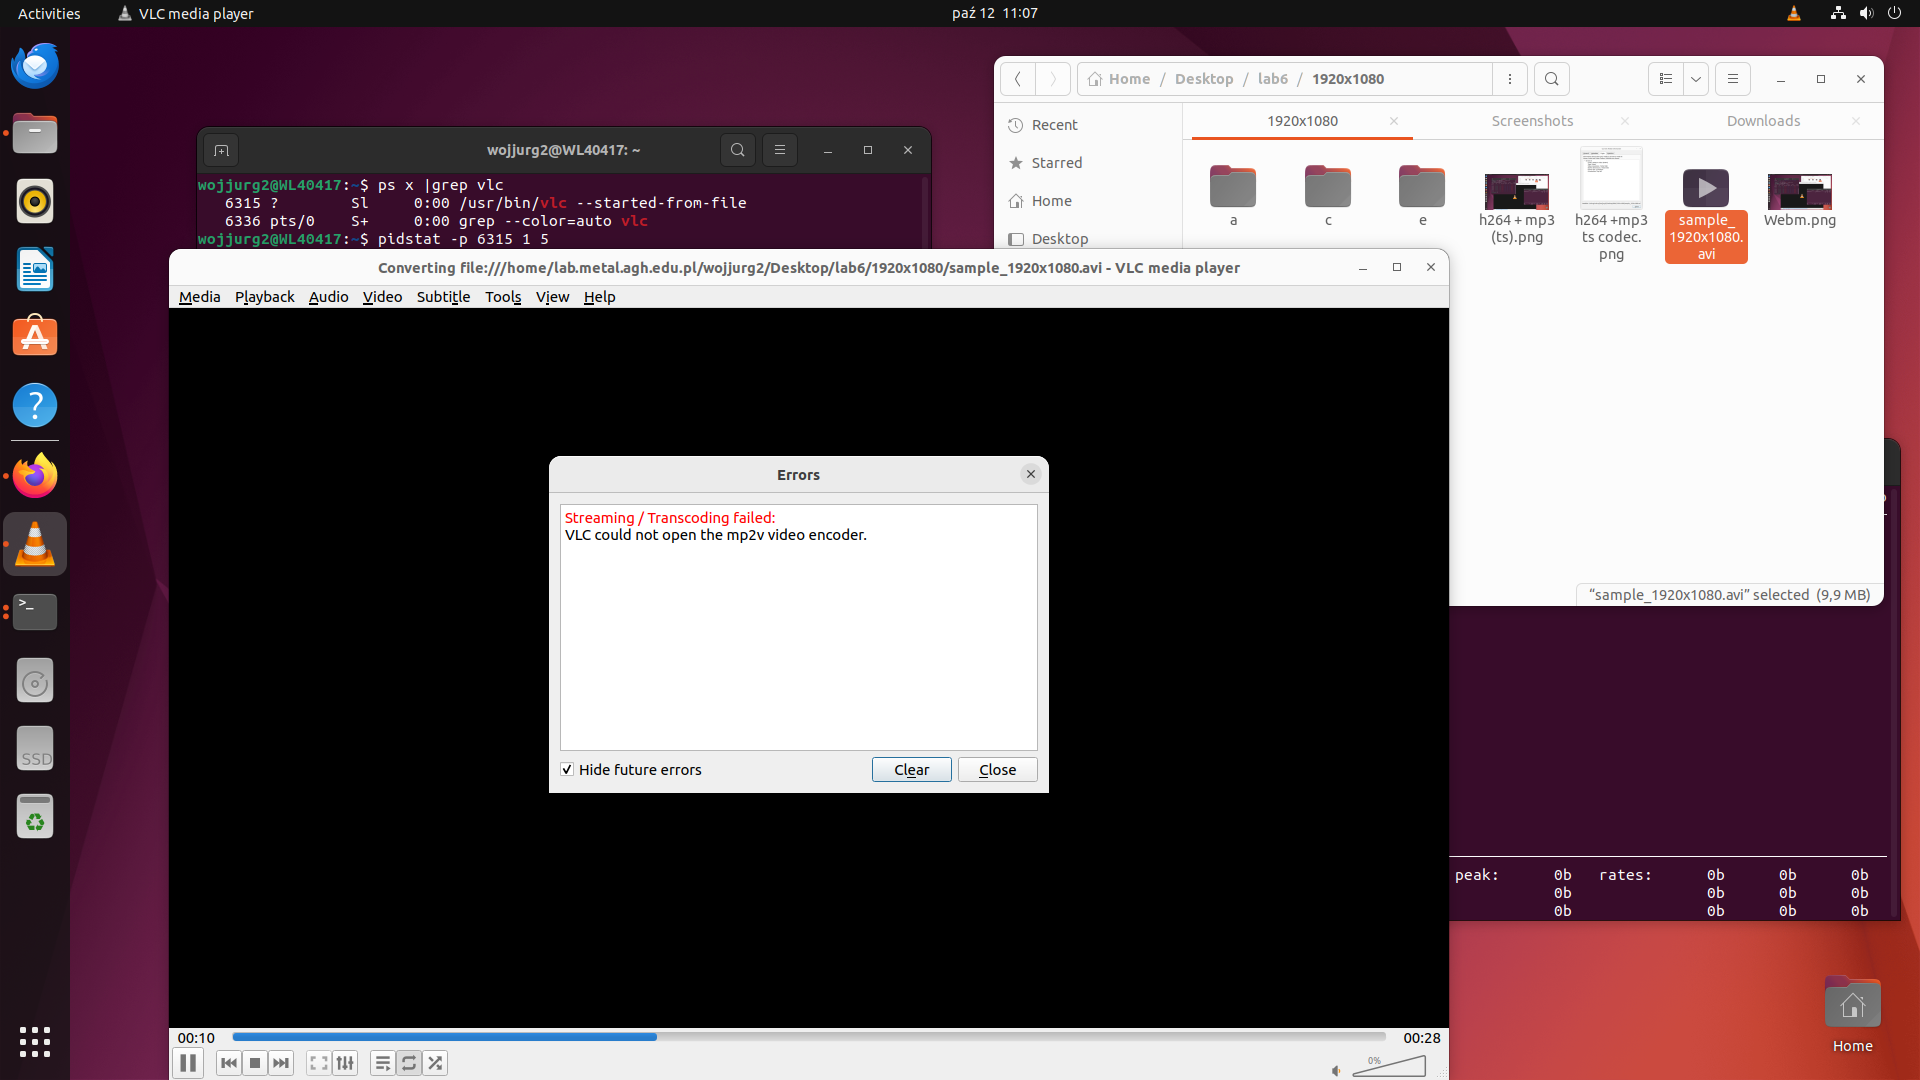 Activities
VLC media player
paź 12 11:07
wojjurg2@WL40417: ~
wojjurg2@WL40417:~$ ps x |grep vlc
6315 ? Sl 0:00 /usr/bin/vlc --started-from-file
6336 pts/0 S+ 0:00 grep --color=auto vlc
wojjurg2@WL40417:~$ pidstat -p 6315 1 5
Home / Desktop / lab6 / 1920x1080
Recent
Starred
Home
Desktop
1920x1080
Screenshots
Downloads
a
c
e
h264 + mp3
(ts).png
h264 +mp3
ts codec.
png
sample_
1920x1080.
avi
Webm.png
“sample_1920x1080.avi” selected (9,9 MB)
Converting file:///home/lab.metal.agh.edu.pl/wojjurg2/Desktop/lab6/1920x1080/sample_1920x1080.avi - VLC media player
Media Playback Audio Video Subtitle Tools View Help
Errors
Streaming / Transcoding failed:
VLC could not open the mp2v video encoder.
Hide future errors
Clear
Close
00:10
00:28
0%
SSD
peak: 0b rates: 0b 0b 0b
0b 0b 0b 0b
0b 0b 0b 0b
Home